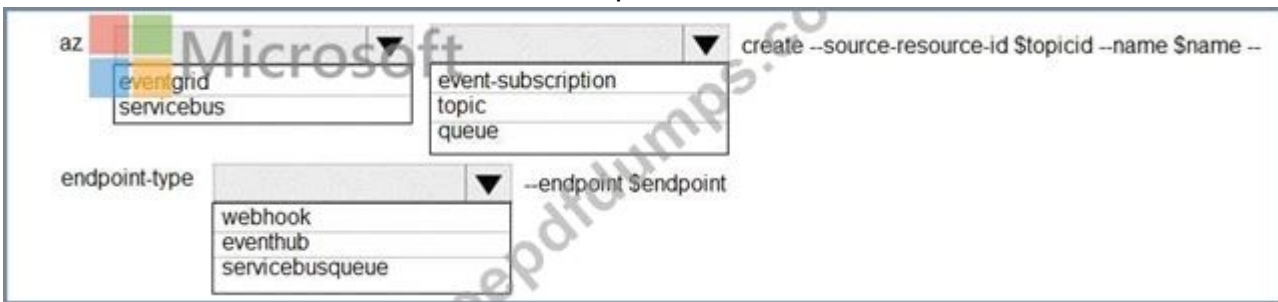 az create --source-resource-id $topicid --name $name --
Microsoft
eventgrid
servicebus
event-subscription
topic
queue
endpoint-type --endpoint $endpoint
webhook
eventhub
servicebusqueue